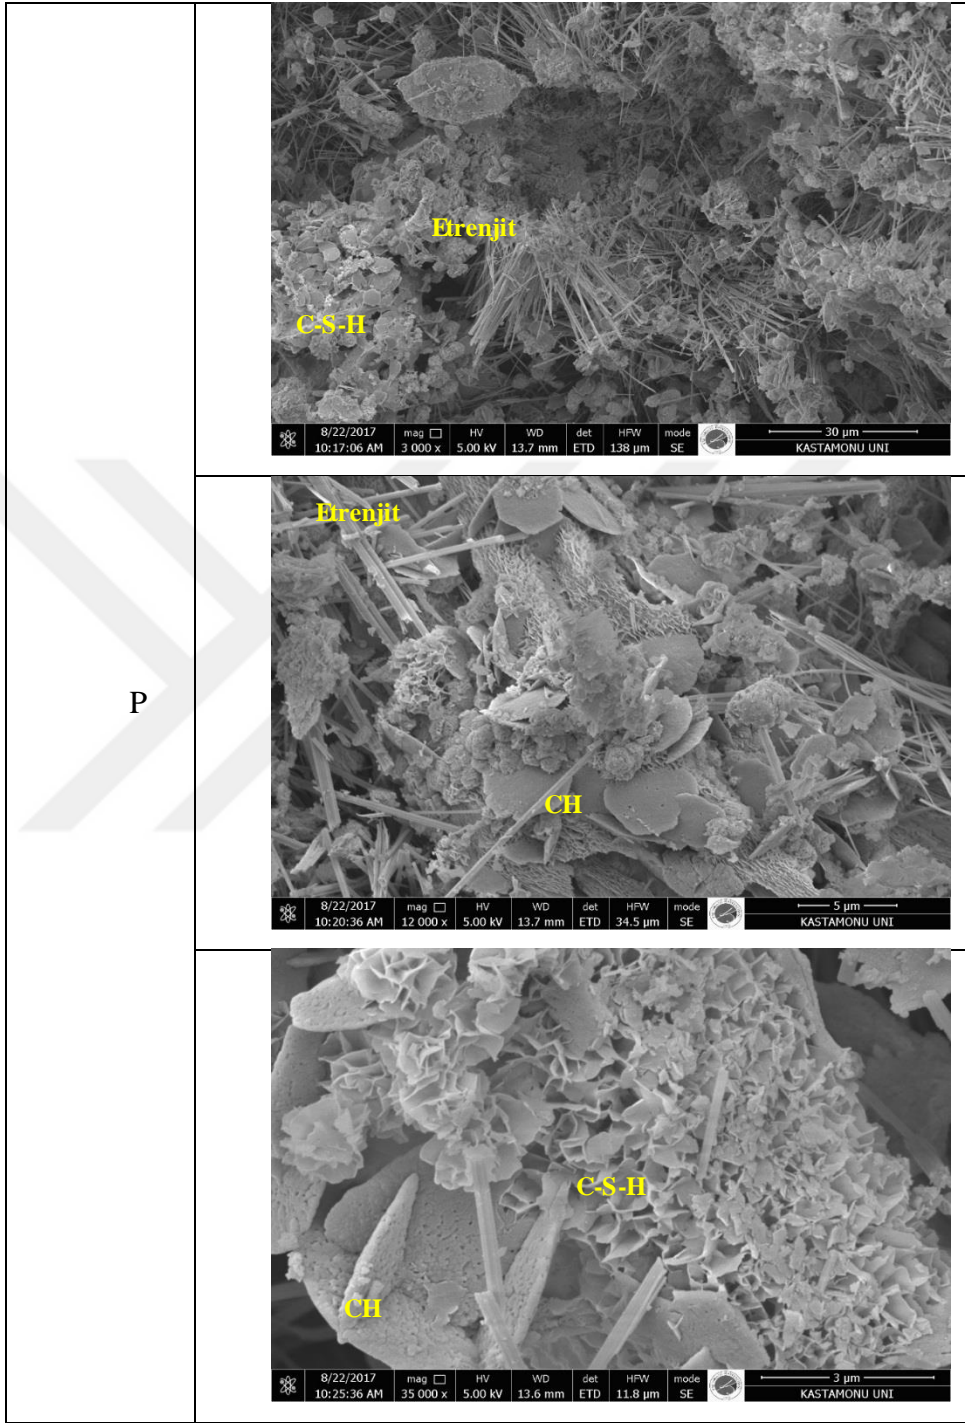 P
Etrenjit
C-S-H
8/22/2017 mag HV WD det HFW mode 30 µm
10:17:06 AM 3 000 x 5.00 kV 13.7 mm ETD 138 µm SE KASTAMONU UNI
Etrenjit
CH
8/22/2017 mag HV WD det HFW mode 5 µm
10:20:36 AM 12 000 x 5.00 kV 13.7 mm ETD 34.5 µm SE KASTAMONU UNI
C-S-H
CH
8/22/2017 mag HV WD det HFW mode 3 µm
10:25:36 AM 35 000 x 5.00 kV 13.6 mm ETD 11.8 µm SE KASTAMONU UNI